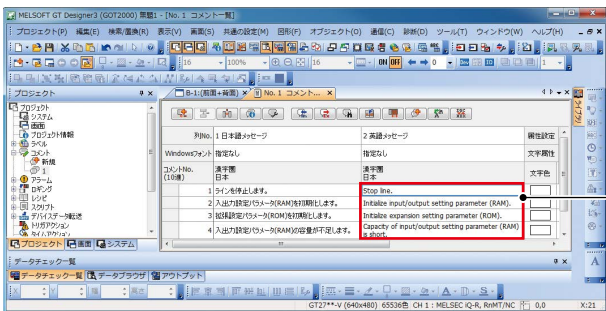 MELSOFT GT Designer3 (GOT2000) 無題1 - [No. 1 コメント一覧]
プロジェクト(P) 編集(E) 検索/置換(R) 表示(V) 画面(S) 共通の設定(M) 図形(F) オブジェクト(O) 通信(C) 診断(D) ツール(T) ウィンドウ(W) ヘルプ(H)
16 100% 16 ON OFF 0 1
プロジェクト
B-1:(前面+背面)
No. 1 コメント...
ライブラリ
プロジェクト
システム
画面
プロジェクト情報
ラベル
コメント
新規
1
アラーム
ロギング
レシピ
スクリプト
デバイスデータ転送
トリガアクション
タイムアクション
列No. 1 日本語メッセージ 2 英語メッセージ 属性設定
Windowsフォント 指定なし 指定なし 文字属性
コメントNo.
(10進)
漢字圏
日本
漢字圏
日本
文字色
1 ラインを停止します。 Stop line.
2 入出力設定パラメータ(RAM)を初期化します。 Initialize input/output setting parameter (RAM).
3 拡張設定パラメータ(ROM)を初期化します。 Initialize expansion setting parameter (ROM).
4 入出力設定パラメータ(RAM)の容量が不足します。 Capacity of input/output setting parameter (RAM)
is short.
プロジェクト 画面 システム
データチェック一覧
データチェック一覧 データブラウザ アウトプット
X: Y:
GT27**-V (640x480) 65536色 CH 1 : MELSEC iQ-R, RnMT/NC 0,0 X:21